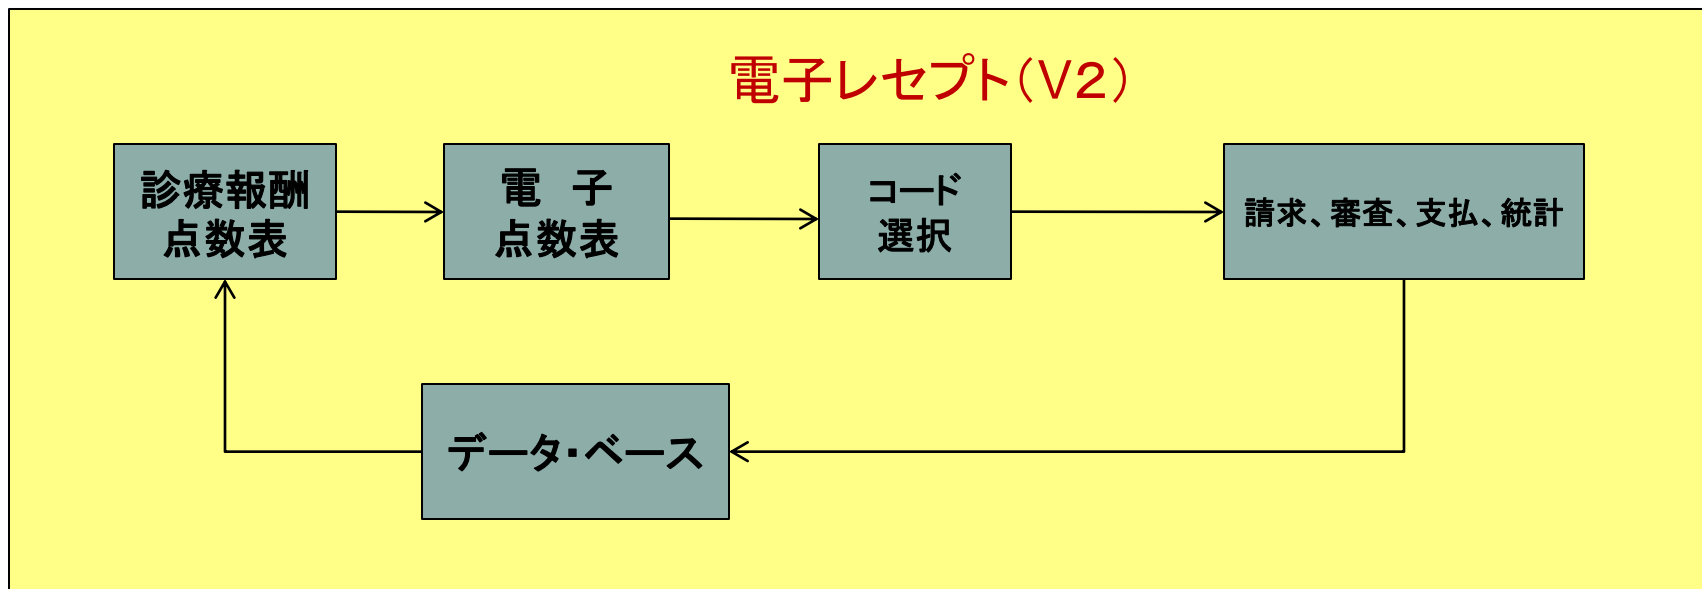 電子レセプト(V2)
診療報酬
点数表
電　子
点数表
コード
選択
請求、審査、支払、統計
データ・ベース